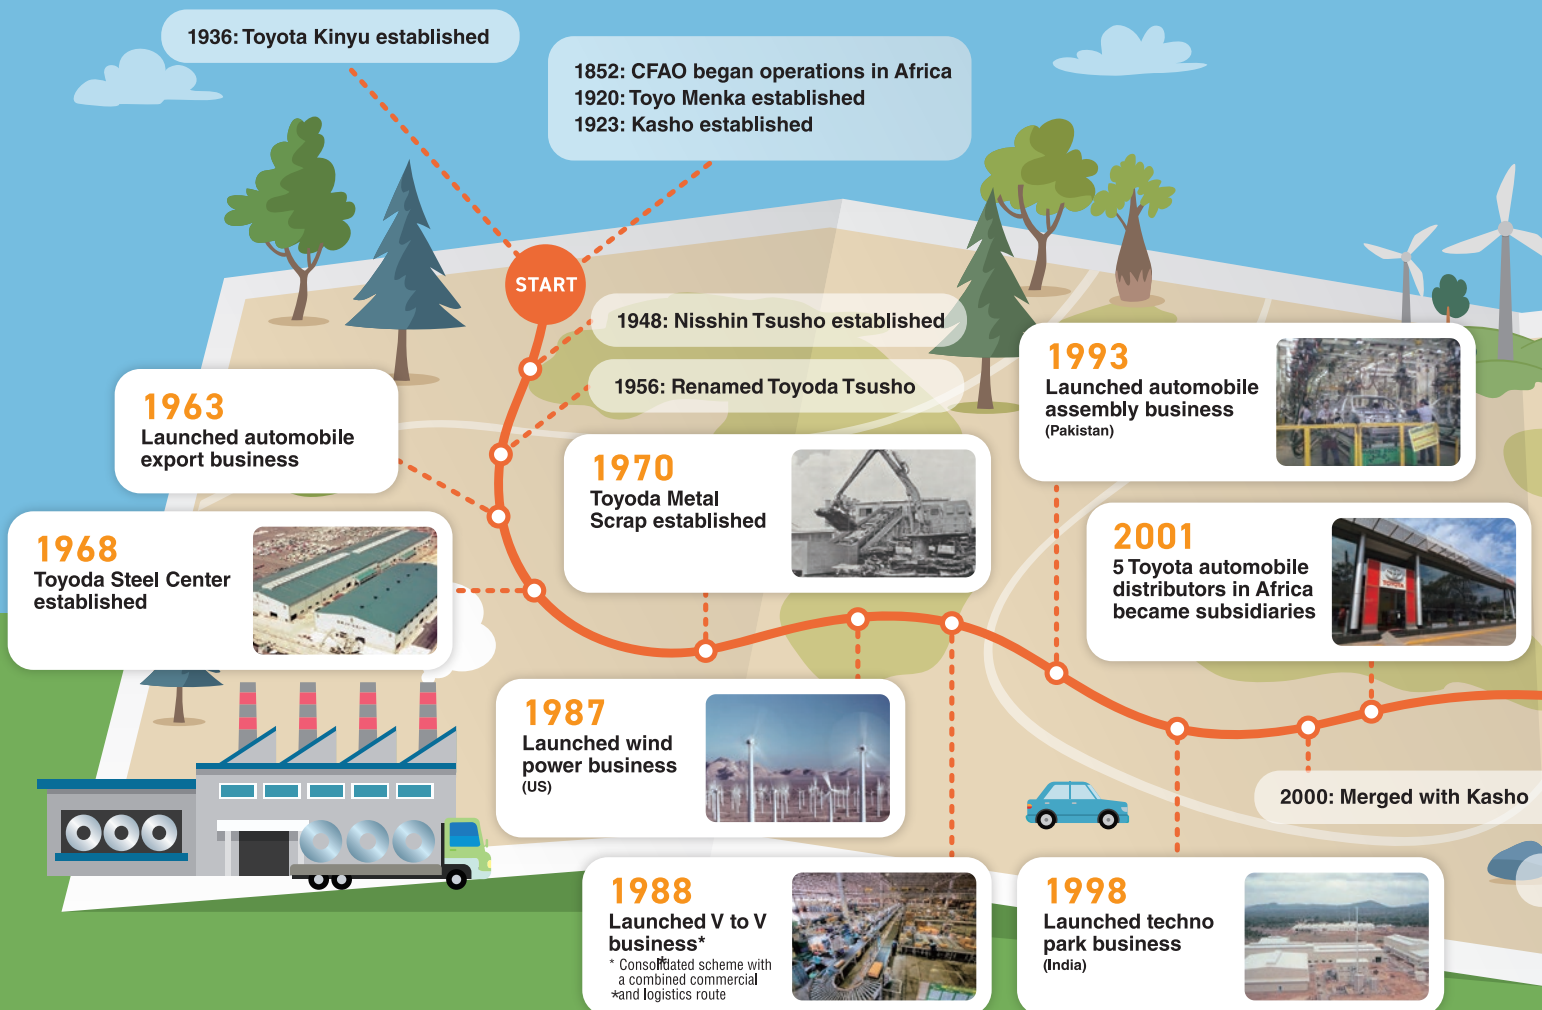 1936: Toyota Kinyu established
1852: CFAO began operations in Africa
1920: Toyo Menka established
1923: Kasho established
START
1948: Nisshin Tsusho established
1956: Renamed Toyoda Tsusho
1963
Launched automobile
export business
1968
Toyoda Steel Center
established
1970
Toyoda Metal
Scrap established
1987
Launched wind
power business
(US)
1988
Launched V to V
business*
* Consolidated scheme with
a combined commercial
*and logistics route
1993
Launched automobile
assembly business
(Pakistan)
1998
Launched techno
park business
(India)
2000: Merged with Kasho
2001
5 Toyota automobile
distributors in Africa
became subsidiaries